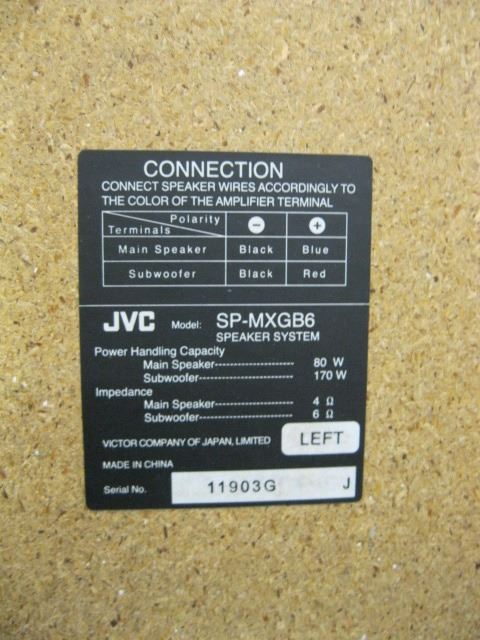 CONNECTION
CONNECT SPEAKER WIRES ACCORDINGLY TO
THE COLOR OF THE AMPLIFIER TERMINAL
Polarity
Terminals
- +
Main Speaker Black Blue
Subwoofer Black Red
JVC Model: SP-MXGB6
SPEAKER SYSTEM
Power Handling Capacity
Main Speaker---------------------- 80 W
Subwoofer---------------------- 170 W
Impedance
Main Speaker---------------------- 4 Ω
Subwoofer---------------------- 6 Ω
VICTOR COMPANY OF JAPAN, LIMITED LEFT
MADE IN CHINA
Serial No. 11903G J